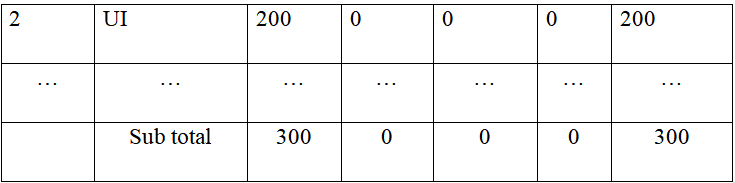 2 UI 200 0 0 0 200
… … … … … … …
Sub total 300 0 0 0 300